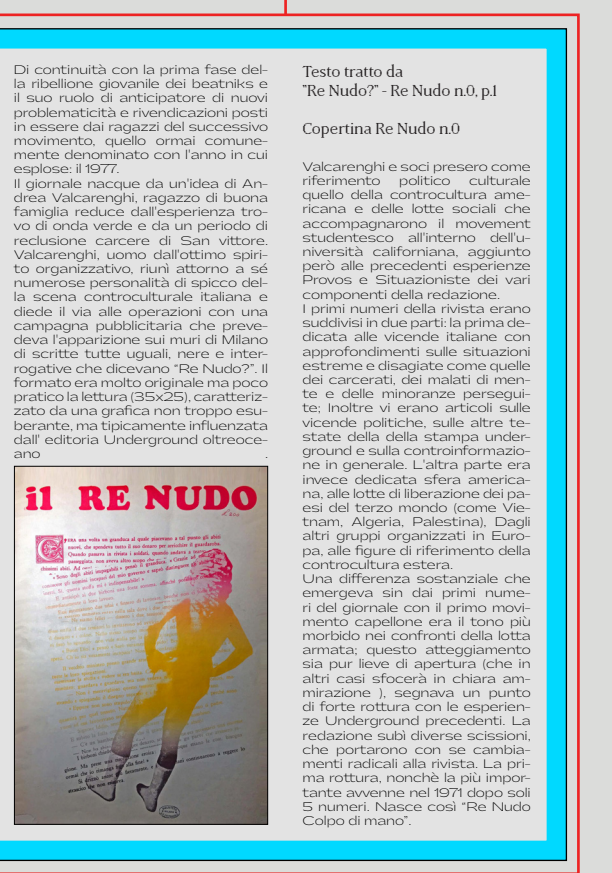 Di continuità con la prima fase del-
la ribellione giovanile dei beatniks e
il suo ruolo di anticipatore di nuovi
problematicità e rivendicazioni posti
in essere dai ragazzi del successivo
movimento, quello ormai comune-
mente denominato con l'anno in cui
esplose: il 1977.
Il giornale nacque da un'idea di An-
drea Valcarenghi, ragazzo di buona
famiglia reduce dall'esperienza tro-
vo di onda verde e da un periodo di
reclusione carcere di San vittore.
Valcarenghi, uomo dall'ottimo spiri-
to organizzativo, riunì attorno a sé
numerose personalità di spicco del-
la scena controculturale italiana e
diede il via alle operazioni con una
campagna pubblicitaria che preve-
deva l'apparizione sui muri di Milano
di scritte tutte uguali, nere e inter-
rogative che dicevano "Re Nudo?". Il
formato era molto originale ma poco
pratico la lettura (35x25), caratteriz-
zato da una grafica non troppo esu-
berante, ma tipicamente influenzata
dall' editoria Underground oltreoce-
ano .
il RE NUDO
Testo tratto da
"Re Nudo?" - Re Nudo n.0, p.1
Copertina Re Nudo n.0
Valcarenghi e soci presero come
riferimento politico culturale
quello della controcultura ame-
ricana e delle lotte sociali che
accompagnarono il movement
studentesco all'interno dell'u-
niversità californiana, aggiunto
però alle precedenti esperienze
Provos e Situazioniste dei vari
componenti della redazione.
I primi numeri della rivista erano
suddivisi in due parti: la prima de-
dicata alle vicende italiane con
approfondimenti sulle situazioni
estreme e disagiate come quelle
dei carcerati, dei malati di men-
te e delle minoranze persegui-
te; Inoltre vi erano articoli sulle
vicende politiche, sulle altre te-
state della della stampa under-
ground e sulla controinformazio-
ne in generale. L'altra parte era
invece dedicata sfera america-
na, alle lotte di liberazione dei pa-
esi del terzo mondo (come Vie-
tnam, Algeria, Palestina), Dagli
altri gruppi organizzati in Euro-
pa, alle figure di riferimento della
controcultura estera.
Una differenza sostanziale che
emergeva sin dai primi nume-
ri del giornale con il primo movi-
mento capellone era il tono più
morbido nei confronti della lotta
armata; questo atteggiamento
sia pur lieve di apertura (che in
altri casi sfocerà in chiara am-
mirazione ), segnava un punto
di forte rottura con le esperien-
ze Underground precedenti. La
redazione subì diverse scissioni,
che portarono con se cambia-
menti radicali alla rivista. La pri-
ma rottura, nonchè la più impor-
tante avvenne nel 1971 dopo soli
5 numeri. Nasce così "Re Nudo
Colpo di mano".